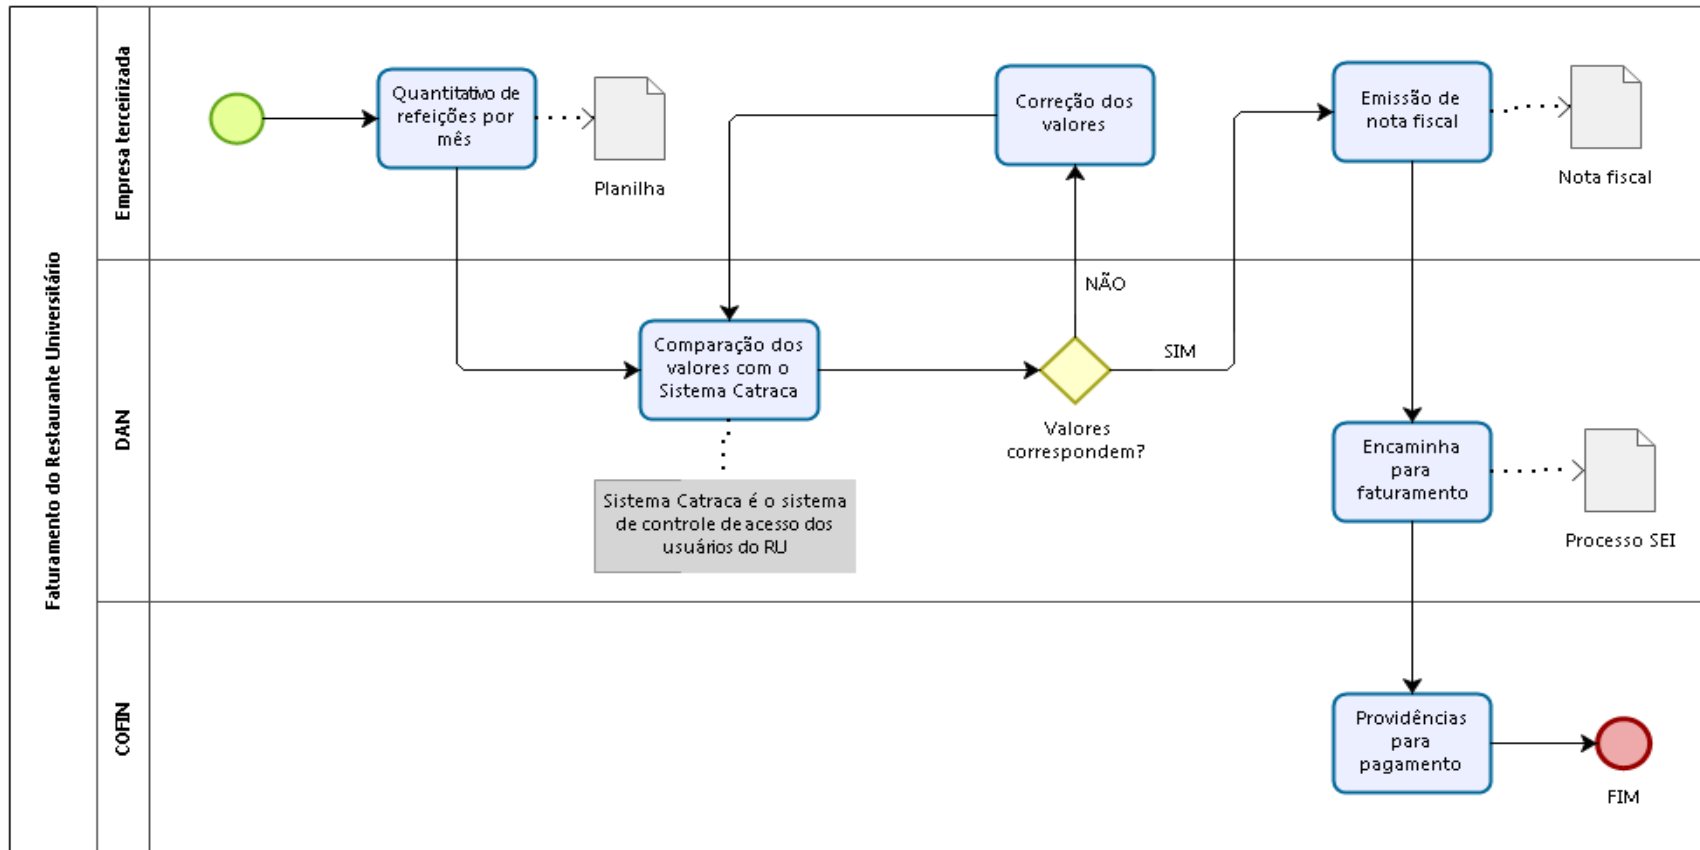 Faturamento do Restaurante Universitário
Empresa terceirizada
Quantitativo de
refeições por
mês
Planilha
Correção dos
valores
Emissão de
nota fiscal
Nota fiscal
DAN
Comparação dos
valores com o
Sistema Catraca
Sistema Catraca é o sistema
de controle de acesso dos
usuários do RU
NÃO
SIM
Valores
correspondem?
Encaminha
para
faturamento
Processo SEI
COFIN
Providências
para
pagamento
FIM